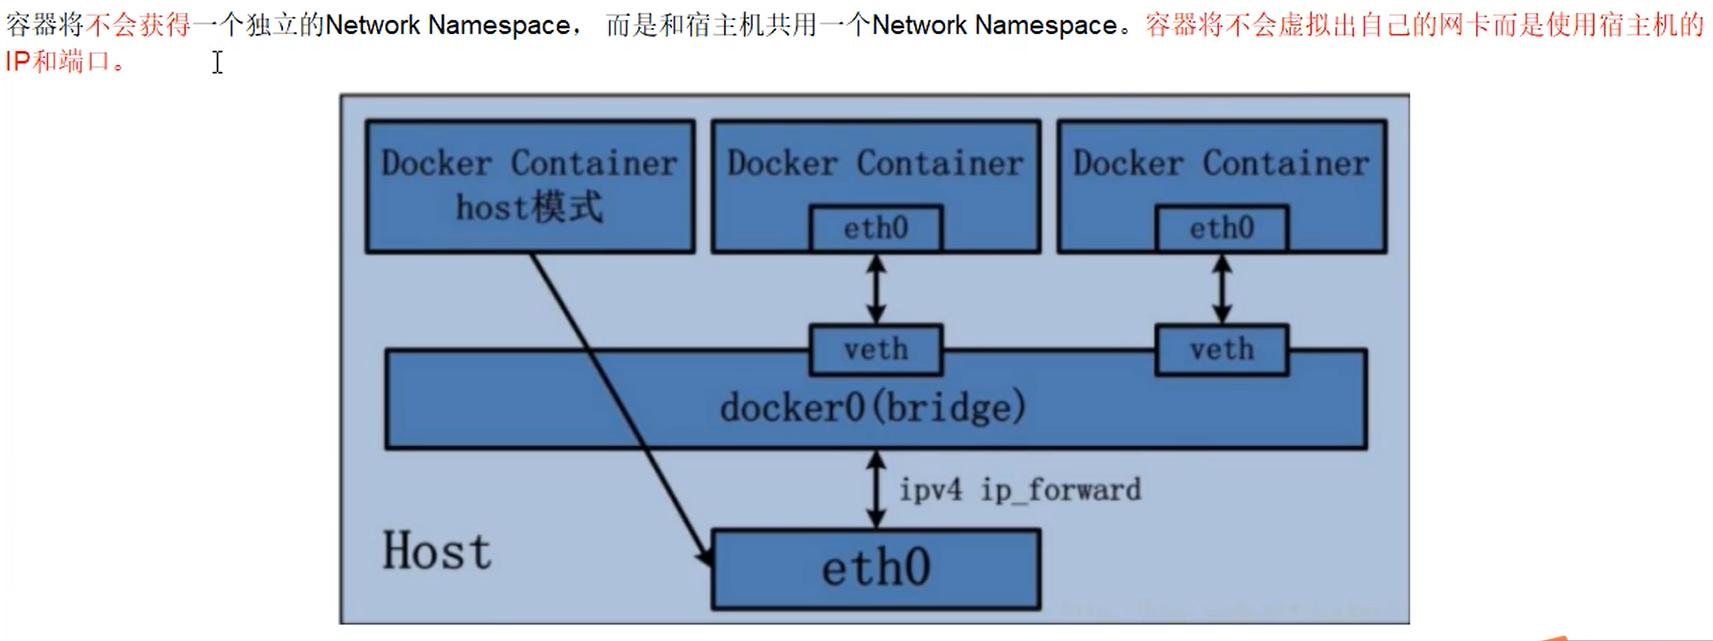 容器将不会获得一个独立的Network Namespace， 而是和宿主机共用一个Network Namespace。容器将不会虚拟出自己的网卡而是使用宿主机的
IP和端口。
Docker Container
host模式
Docker Container
eth0
Docker Container
eth0
veth
veth
docker0(bridge)
ipv4 ip_forward
Host
eth0